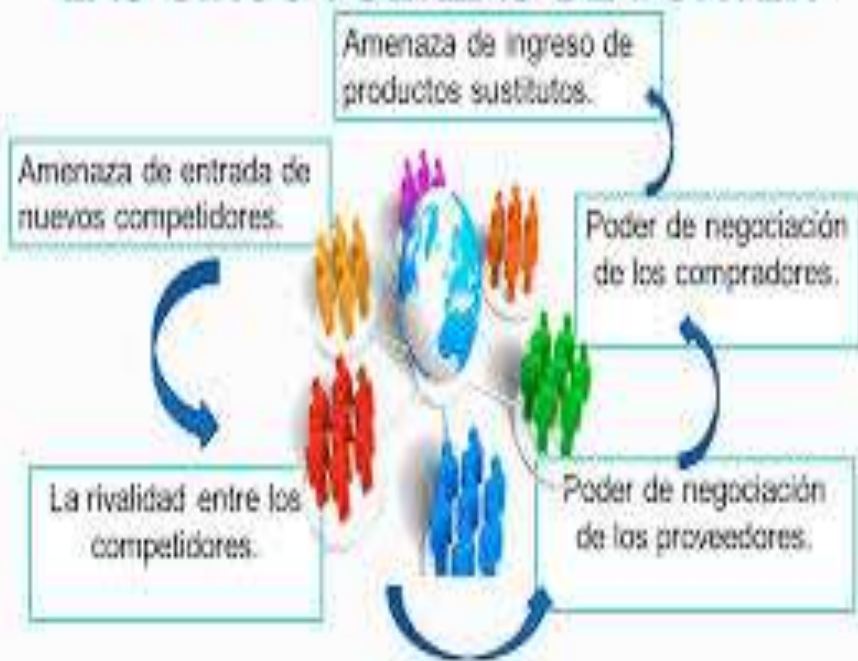 Amenaza de ingreso de
productos sustitutos.
Amenaza de entrada de
nuevos competidores.
Poder de negociación
de los compradores.
La rivalidad entre los
competidores.
Poder de negociación
de los proveedores.